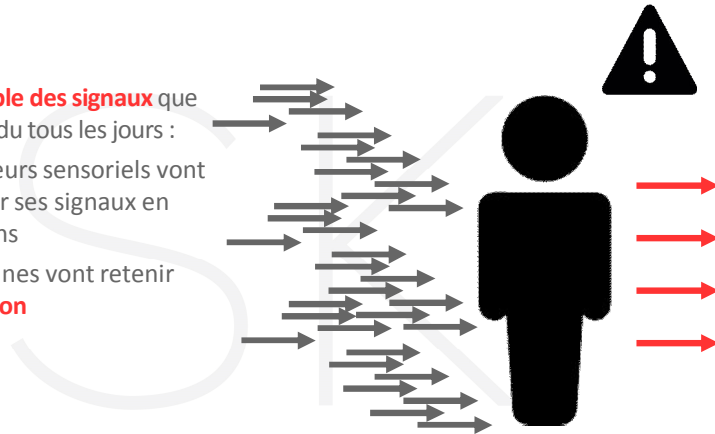 ble des signaux que
du tous les jours :
eurs sensoriels vont
r ses signaux en
ns
nes vont retenir
on
SK